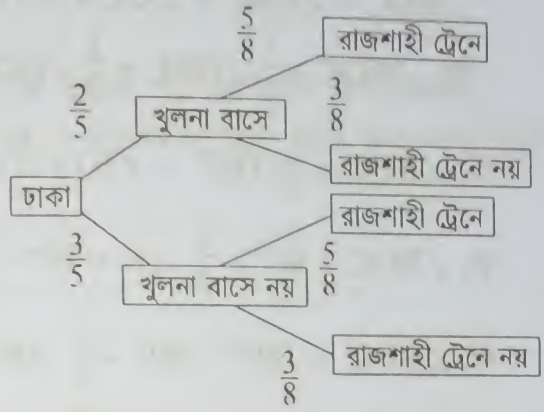 5/8
রাজশাহী ট্রেনে
2/5
খুলনা বাসে
3/8
রাজশাহী ট্রেনে নয়
ঢাকা
রাজশাহী ট্রেনে
3/5
খুলনা বাসে নয়
5/8
রাজশাহী ট্রেনে নয়
3/8